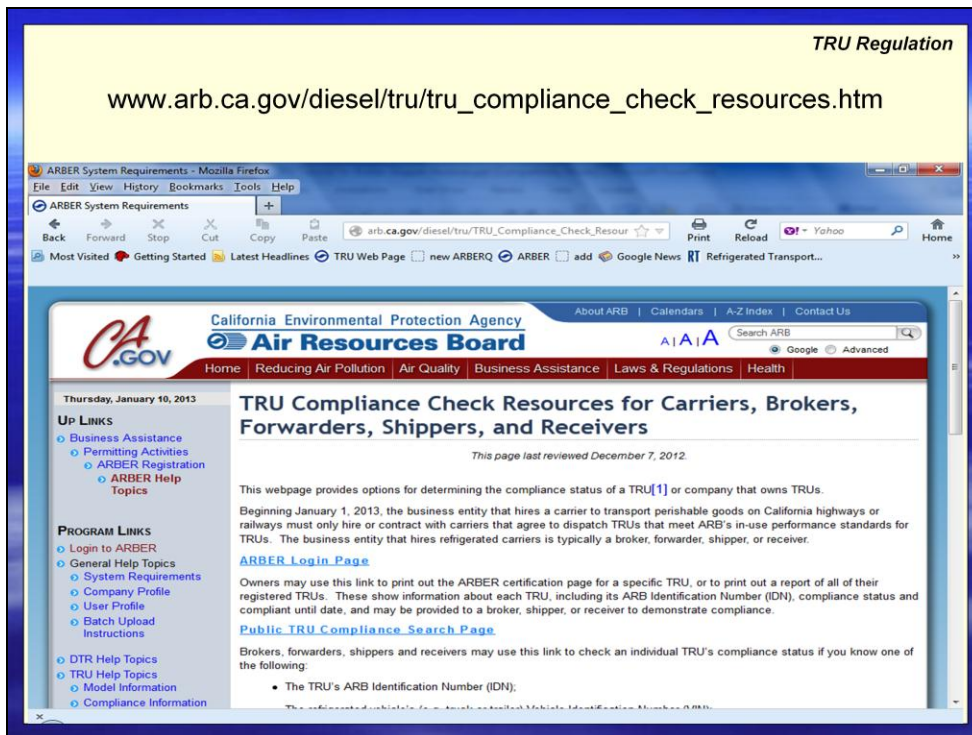 TRU Regulation
www.arb.ca.gov/diesel/tru/tru_compliance_check_resources.htm
ARBER System Requirements - Mozilla Firefox
File Edit View History Bookmarks Tools Help
ARBER System Requirements +
Back Forward Stop Cut Copy Paste arb.ca.gov/diesel/tru/TRU_Compliance_Check_Resour Print Reload Yahoo Home
Most Visited Getting Started Latest Headlines TRU Web Page new ARBERQ ARBER add Google News RT Refrigerated Transport... »
CA.GOV
California Environmental Protection Agency
Air Resources Board
About ARB | Calendars | A-Z Index | Contact Us
A | A | A
Search ARB
Google Advanced
Home Reducing Air Pollution Air Quality Business Assistance Laws & Regulations Health
Thursday, January 10, 2013
UP LINKS
Business Assistance
Permitting Activities
ARBER Registration
ARBER Help
Topics
PROGRAM LINKS
Login to ARBER
General Help Topics
System Requirements
Company Profile
User Profile
Batch Upload
Instructions
DTR Help Topics
TRU Help Topics
Model Information
Compliance Information
TRU Compliance Check Resources for Carriers, Brokers,
Forwarders, Shippers, and Receivers
This page last reviewed December 7, 2012.
This webpage provides options for determining the compliance status of a TRU[1] or company that owns TRUs.
Beginning January 1, 2013, the business entity that hires a carrier to transport perishable goods on California highways or
railways must only hire or contract with carriers that agree to dispatch TRUs that meet ARB's in-use performance standards for
TRUs. The business entity that hires refrigerated carriers is typically a broker, forwarder, shipper, or receiver.
ARBER Login Page
Owners may use this link to print out the ARBER certification page for a specific TRU, or to print out a report of all of their
registered TRUs. These show information about each TRU, including its ARB Identification Number (IDN), compliance status and
compliant until date, and may be provided to a broker, shipper, or receiver to demonstrate compliance.
Public TRU Compliance Search Page
Brokers, forwarders, shippers and receivers may use this link to check an individual TRU's compliance status if you know one of
the following:
• The TRU's ARB Identification Number (IDN);